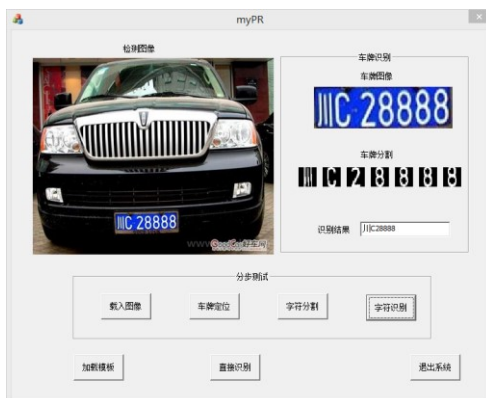 myPR
检测图像
川C·28888
车牌识别
车牌图像
川C·28888
车牌分割
川 C 2 8 8 8 8
识别结果 川C28888
分步测试
载入图像 车牌定位 字符分割 字符识别
加载模板 直接识别 退出系统